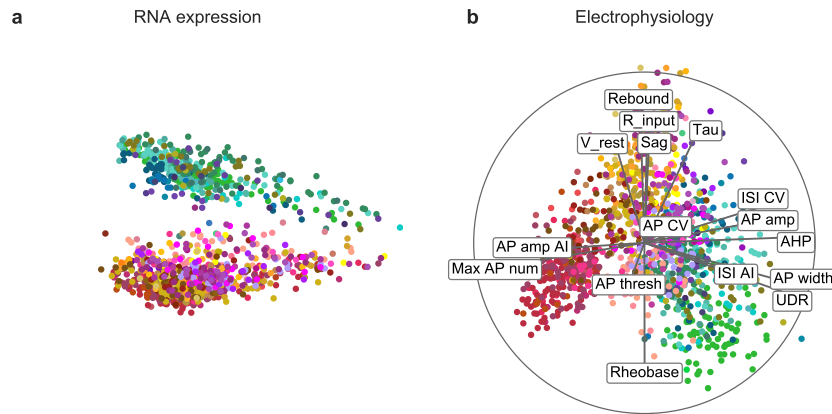 a RNA expression
b Electrophysiology
Rebound
R_input
Tau
V_rest
Sag
ISI CV
AP amp
AP CV
AHP
AP amp AI
Max AP num
ISI AI
AP width
AP thresh
UDR
Rheobase